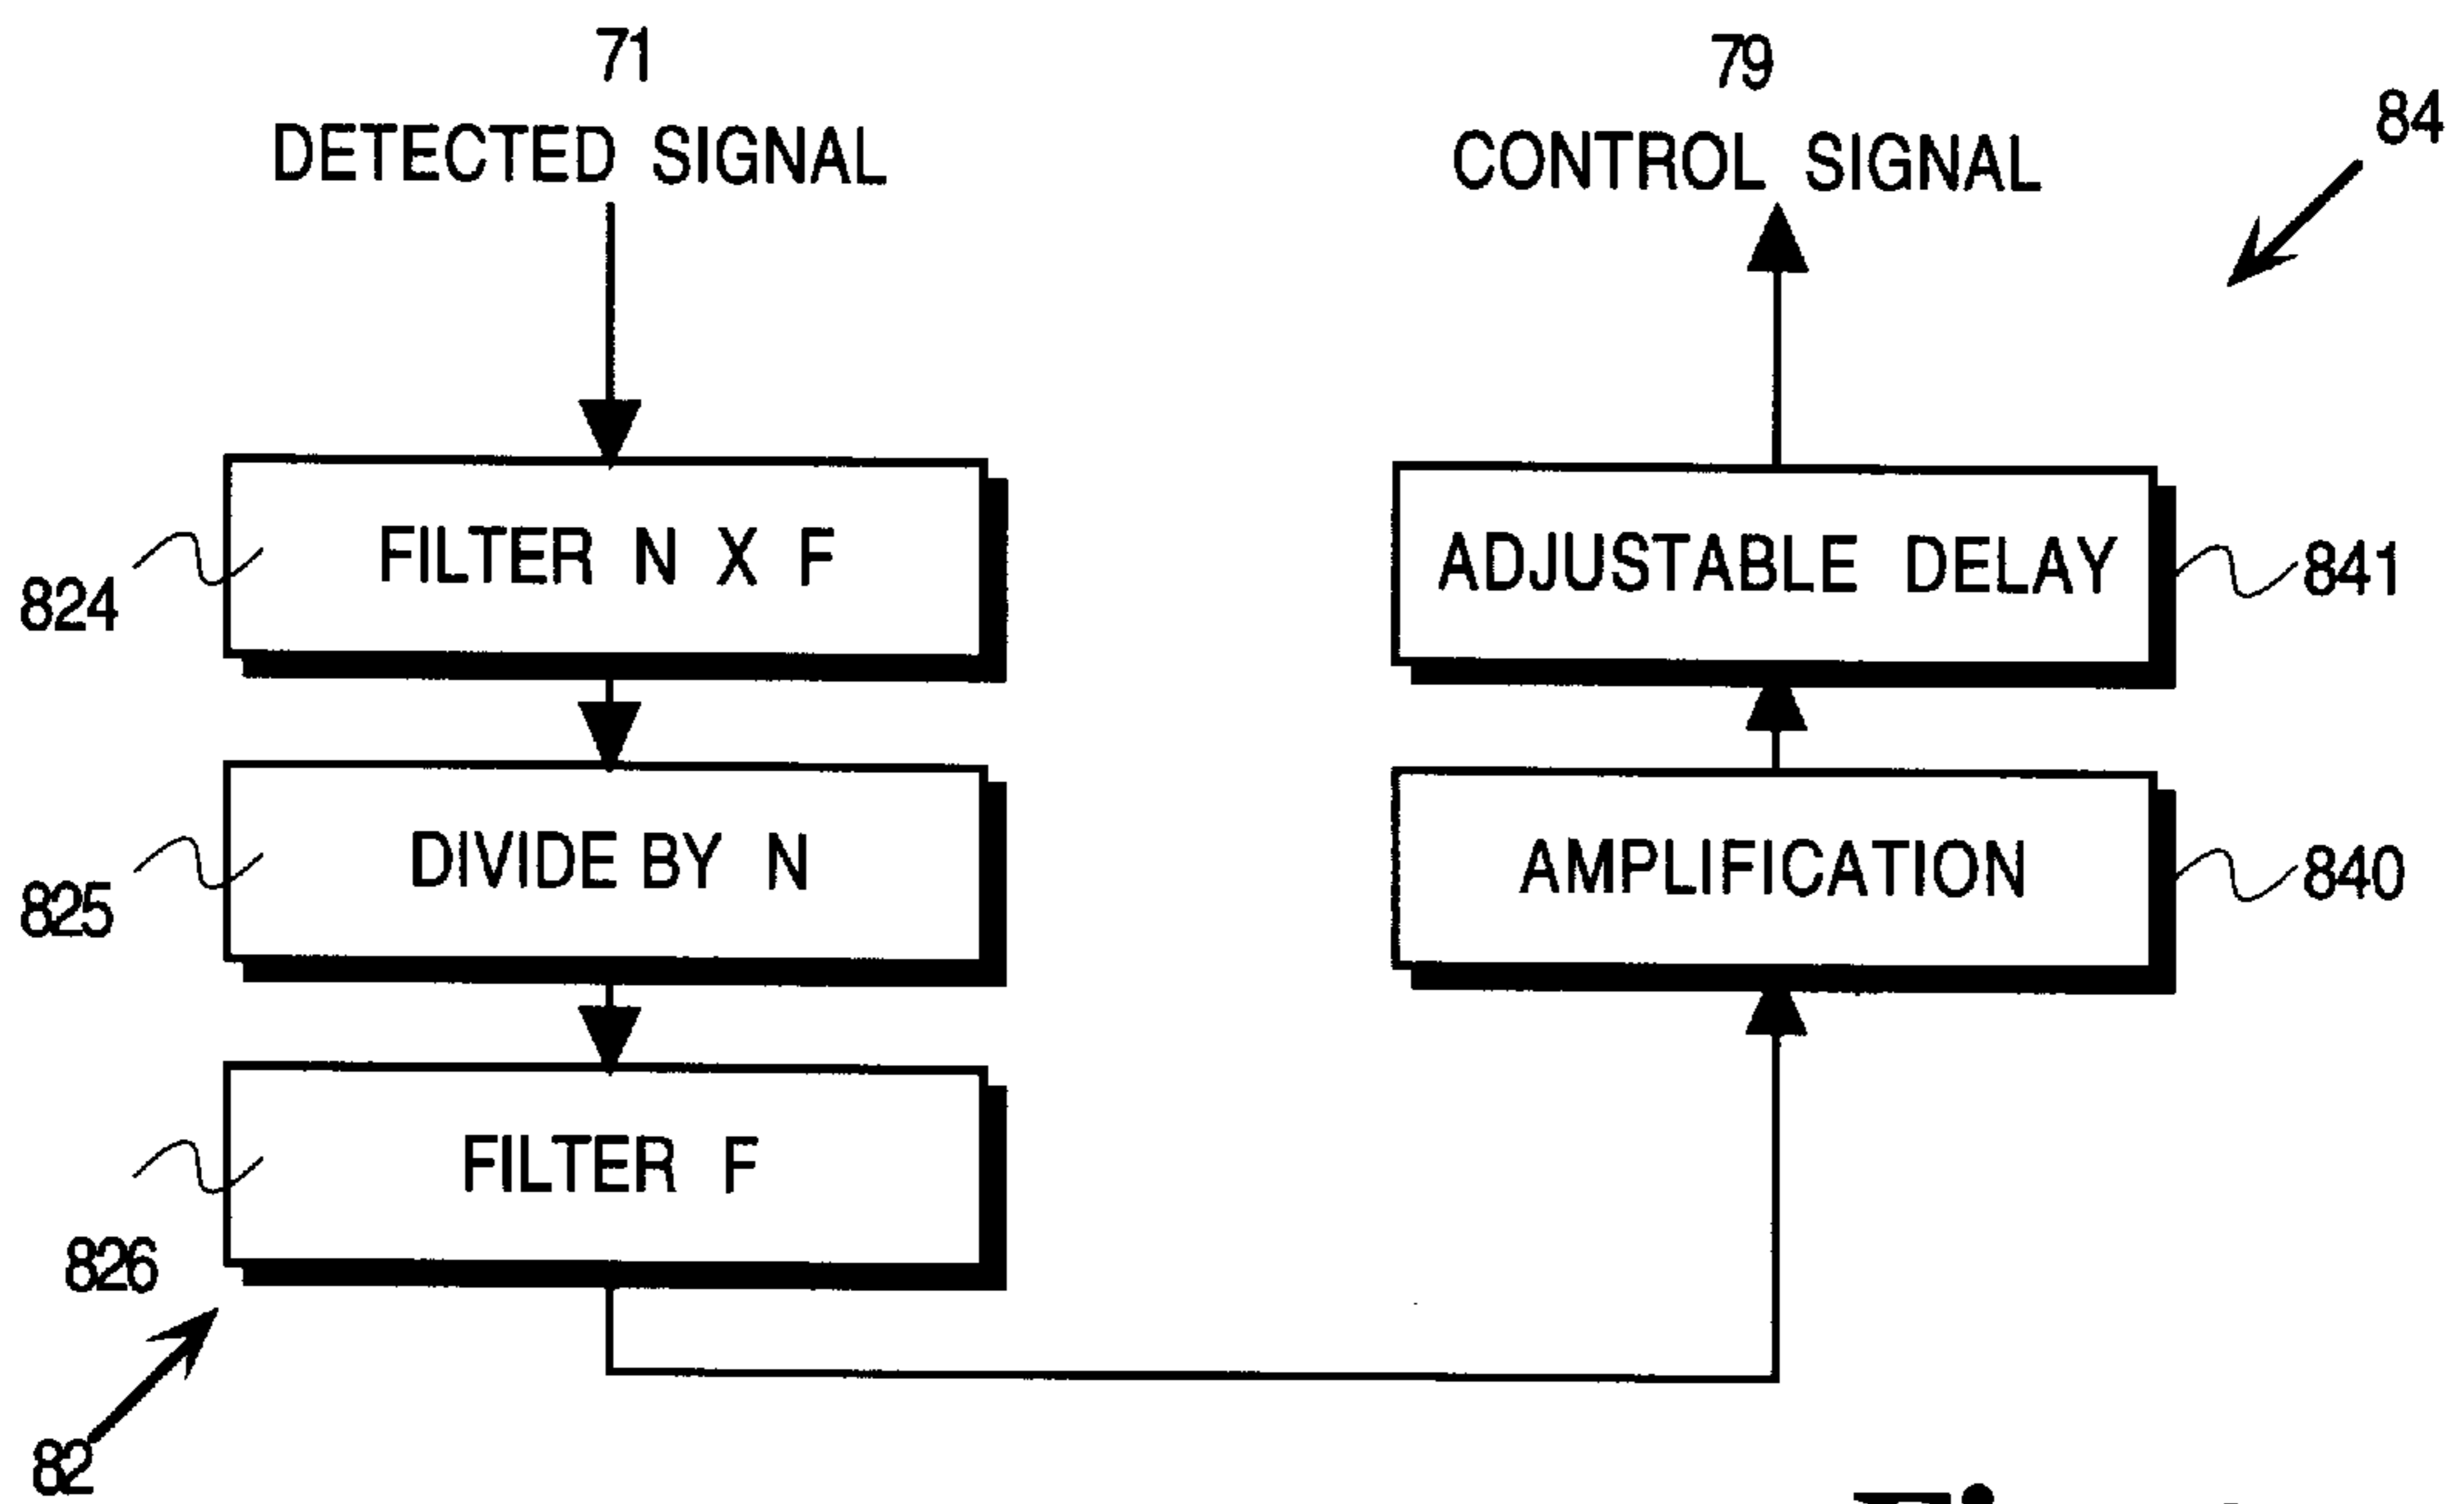 71
DETECTED SIGNAL
79
CONTROL SIGNAL
84
FILTER N X F
824
ADJUSTABLE DELAY
841
DIVIDE BY N
825
AMPLIFICATION
840
FILTER F
826
82